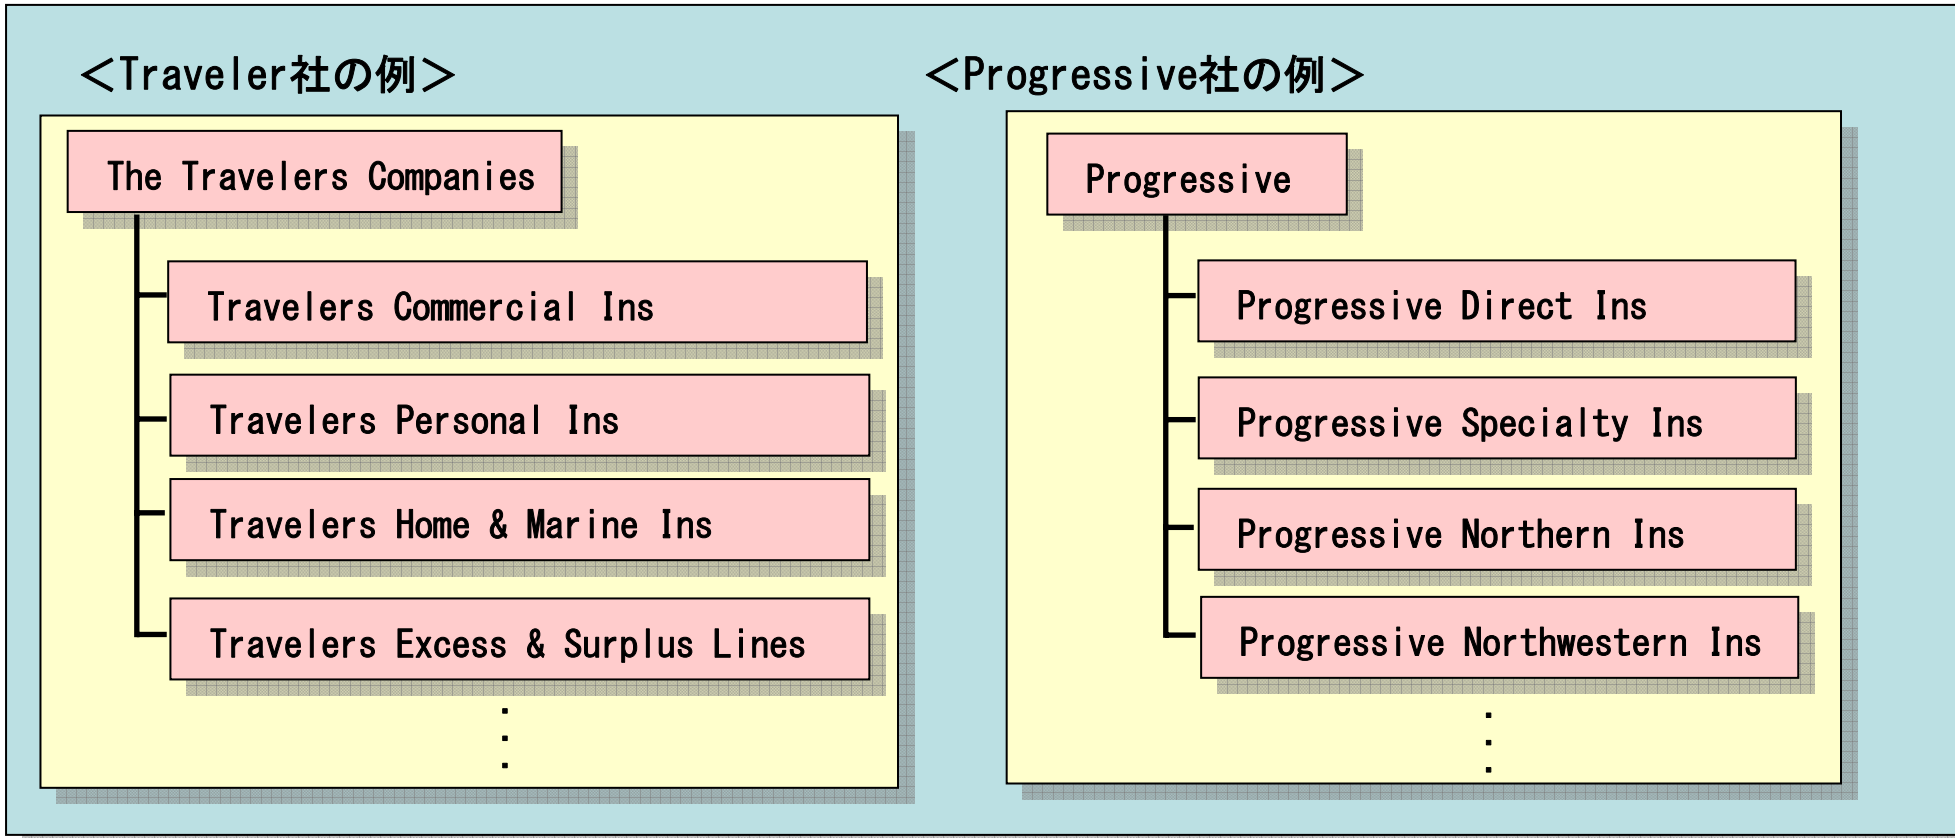 ＜Traveler社の例＞
The Travelers Companies
Travelers Commercial Ins
Travelers Personal Ins
Travelers Home & Marine Ins
Travelers Excess & Surplus Lines
・
・
・
＜Progressive社の例＞
Progressive
Progressive Direct Ins
Progressive Specialty Ins
Progressive Northern Ins
Progressive Northwestern Ins
・
・
・